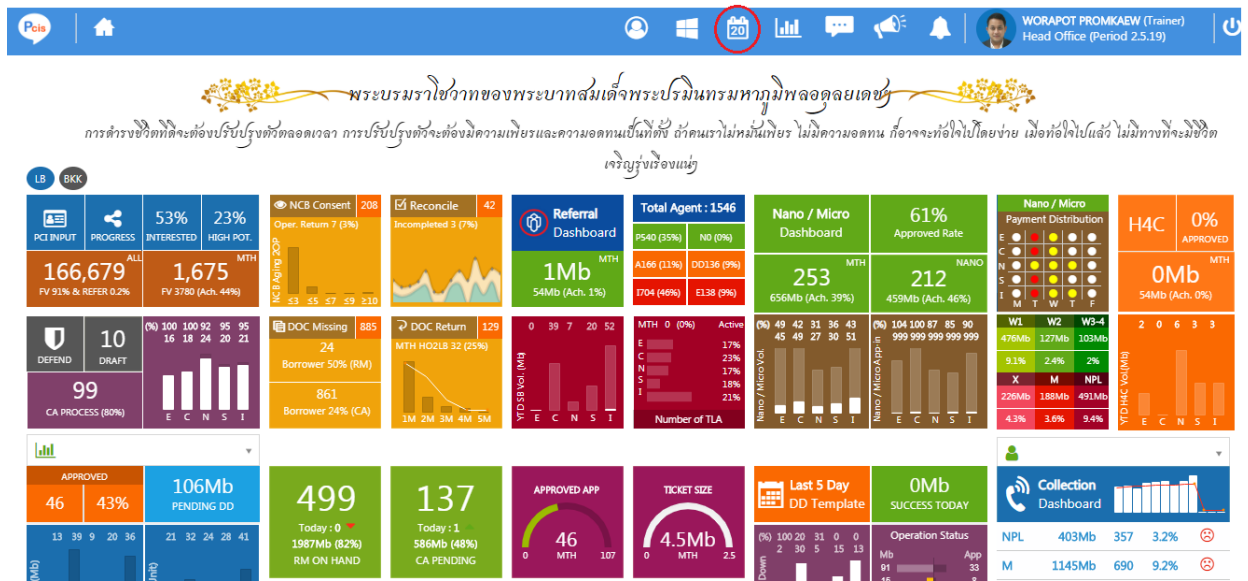 Pcis
20
WORAPOT PROMKAEW (Trainer)
Head Office (Period 2.5.19)
พระบรมราโชวาทของพระบาทสมเด็จพระปรมินทรมหาภูมิพลอดุลยเดชฯ
การดำรงชีวิตที่ดีจะต้องปรับปรุงตัวตลอดเวลา การปรับปรุงตัวจะต้องมีความเพียรและความอดทนเป็นที่ตั้ง ถ้าคนเราไม่หมั่นเพียร ไม่มีความอดทน ก็อาจจะท้อใจไปโดยง่าย เมื่อท้อใจไปแล้ว ไม่มีทางที่จะมีชีวิต
เจริญรุ่งเรืองแน่ๆ
LB BKK
PCI INPUT
PROGRESS
53%
INTERESTED
23%
HIGH POT.
ALL
166,679
FV 91% & REFER 0.2%
MTH
1,675
FV 3780 (Ach. 44%)
NCB Consent 208
Oper. Return 7 (3%)
NCB Aging 2OP
≤3 ≤5 ≤7 ≤9 ≥10
Reconcile 42
Incompleted 3 (7%)
Referral
Dashboard
MTH
1Mb
54Mb (Ach. 1%)
Total Agent : 1546
P540 (35%) N0 (0%)
A166 (11%) DD136 (9%)
I704 (46%) E138 (9%)
Nano / Micro
Dashboard
61%
Approved Rate
MTH
253
656Mb (Ach. 39%)
NANO
212
459Mb (Ach. 46%)
Nano / Micro
Payment Distribution
E
C
N
S
I
M T W T F
H4C
0%
APPROVED
MTH
0Mb
54Mb (Ach. 0%)
DEFEND
10
DRAFT
99
CA PROCESS (80%)
(%) 100 100 92 95 95
16 18 24 20 21
E C N S I
DOC Missing 885
24
Borrower 50% (RM)
861
Borrower 24% (CA)
DOC Return 129
MTH HO2LB 32 (25%)
1M 2M 3M 4M 5M
0 39 7 20 52
YTD SB Vol. (Mb)
E C N S I
MTH 0 (0%) Active
E 17%
C 23%
N 17%
S 18%
I 21%
Number of TLA
(%) 49 42 31 36 43
45 49 27 30 51
Nano / Micro Vol.
E C N S I
(%) 104 100 87 85 90
999 999 999 999 999
Nano / Micro App-in
E C N S I
W1 W2 W3-4
476Mb 127Mb 103Mb
9.1% 2.4% 2%
X M NPL
226Mb 188Mb 491Mb
4.3% 3.6% 9.4%
2 0 6 3 3
YTD H4C Vol.(Mb)
E C N S I
APPROVED
46 43%
106Mb
PENDING DD
499
Today : 0
1987Mb (82%)
RM ON HAND
137
Today : 1
586Mb (48%)
CA PENDING
APPROVED APP
46
0 MTH 107
TICKET SIZE
4.5Mb
0 MTH 2.5
Last 5 Day
DD Template
0Mb
SUCCESS TODAY
Collection
Dashboard
13 39 9 20 36
(Mb)
21 32 24 28 41
Unit)
(%) 100 20 31 0 0
2 30 5 15 13
Down
Operation Status
Mb App
91 33
15 8
NPL 403Mb 357 3.2%
M 1145Mb 690 9.2%